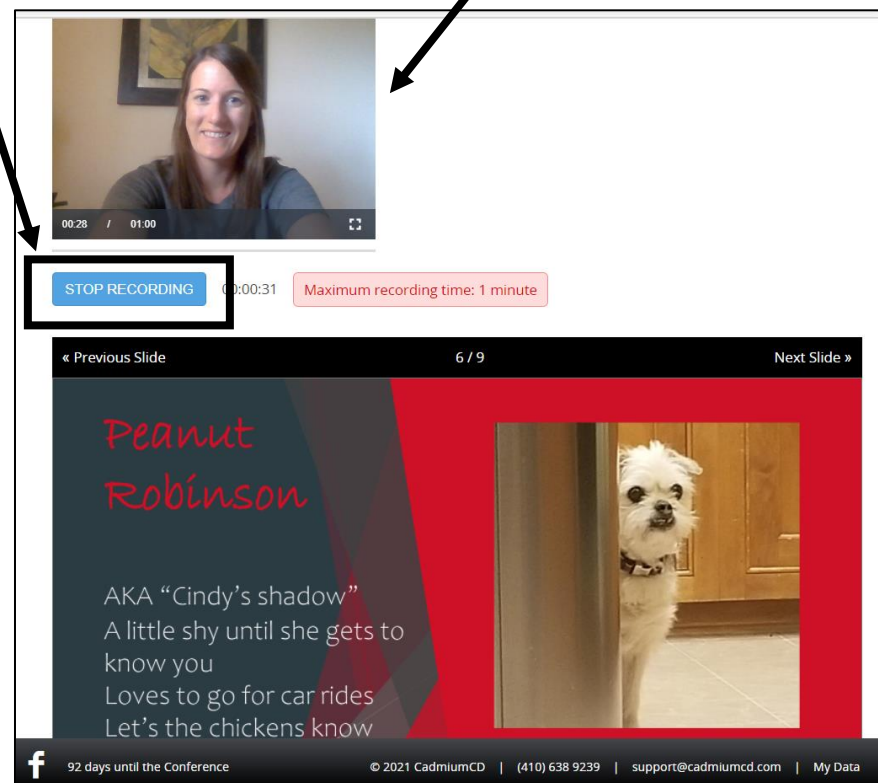 00:28 / 01:00
STOP RECORDING 00:00:31 Maximum recording time: 1 minute
« Previous Slide 6 / 9 Next Slide »
Peanut
Robinson
AKA “Cindy’s shadow”
A little shy until she gets to
know you
Loves to go for car rides
Let’s the chickens know
f 92 days until the Conference © 2021 CadmiumCD | (410) 638 9239 | support@cadmiumcd.com | My Data